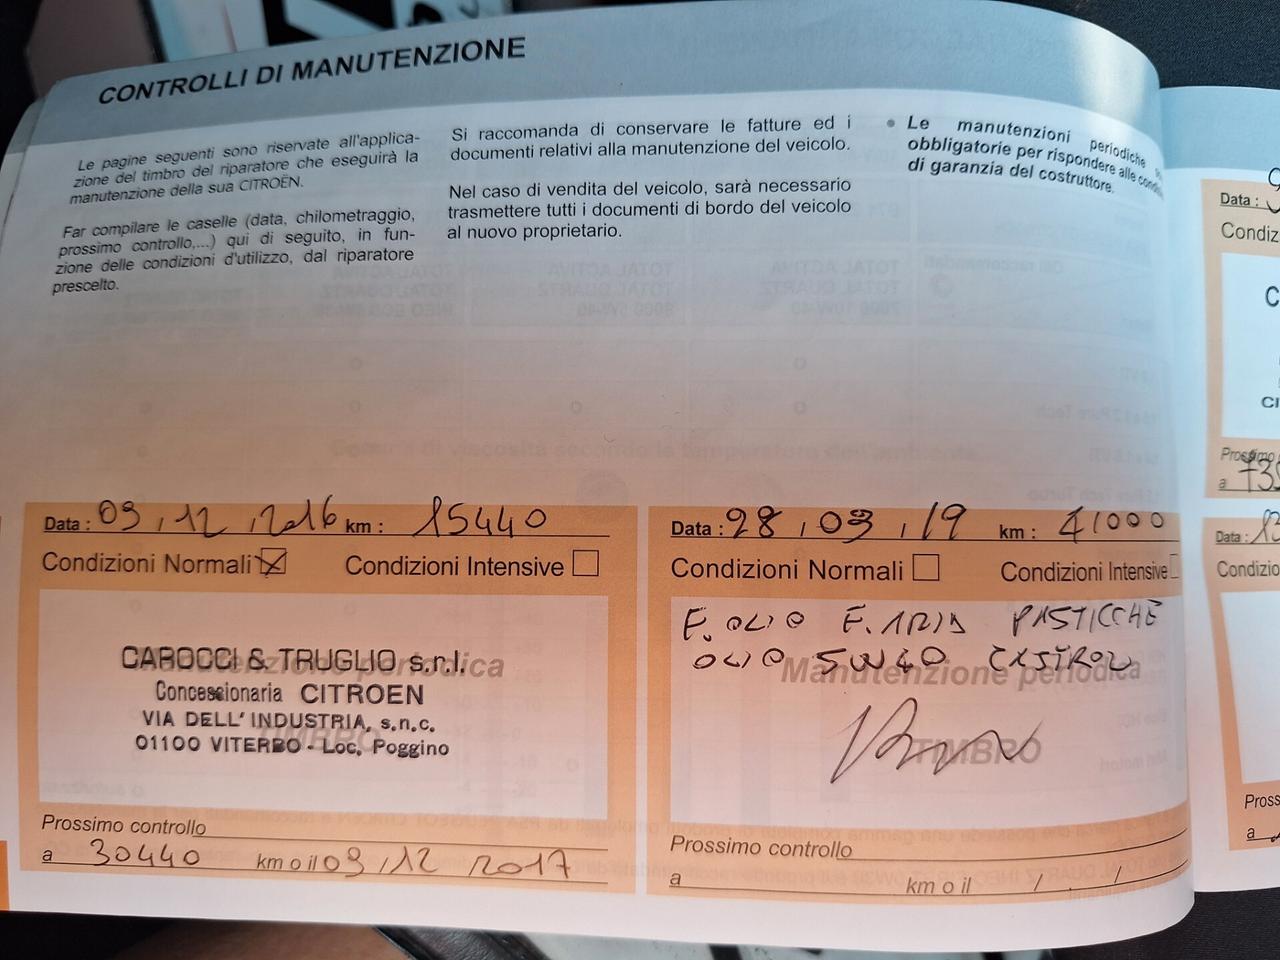 CONTROLLI DI MANUTENZIONE
Le pagine seguenti sono riservate all'applica-
zione del timbro del riparatore che eseguirà la
manutenzione della sua CITROËN.
Far compilare le caselle (data, chilometraggio,
prossimo controllo,...) qui di seguito, in fun-
zione delle condizioni d'utilizzo, dal riparatore
prescelto.
Si raccomanda di conservare le fatture ed i
documenti relativi alla manutenzione del veicolo.
Nel caso di vendita del veicolo, sarà necessario
trasmettere tutti i documenti di bordo del veicolo
al nuovo proprietario.
• Le manutenzioni periodiche
obbligatorie per rispondere alle
di garanzia del costruttore.
Data : 09 / 12 / 2016 km : 15440
Condizioni Normali Condizioni Intensive
Manutenzione periodica
CAROCCI & TRUGLIO s.r.l.
Concessionaria CITROEN
VIA DELL' INDUSTRIA, s.n.c.
TIMBRO
01100 VITERBO - Loc. Poggino
Prossimo controllo
a 30440 km o il 09 / 12 2017
Data : 28 / 09 / 19 km : 41000
Condizioni Normali Condizioni Intensive
F. OLIO F. ARIA PASTICCHE
OLIO 5W40 CASTROL
Manutenzione periodica
TIMBRO
Prossimo controllo
a km o il / /
Data :
Prossimo
a
Data :
a